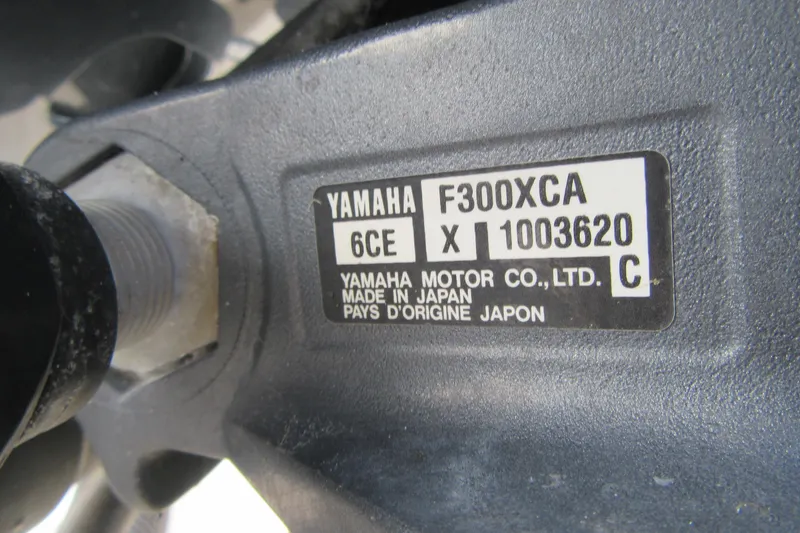 YAMAHA F300XCA
6CE X 1003620
YAMAHA MOTOR CO., LTD. C
MADE IN JAPAN
PAYS D'ORIGINE JAPON